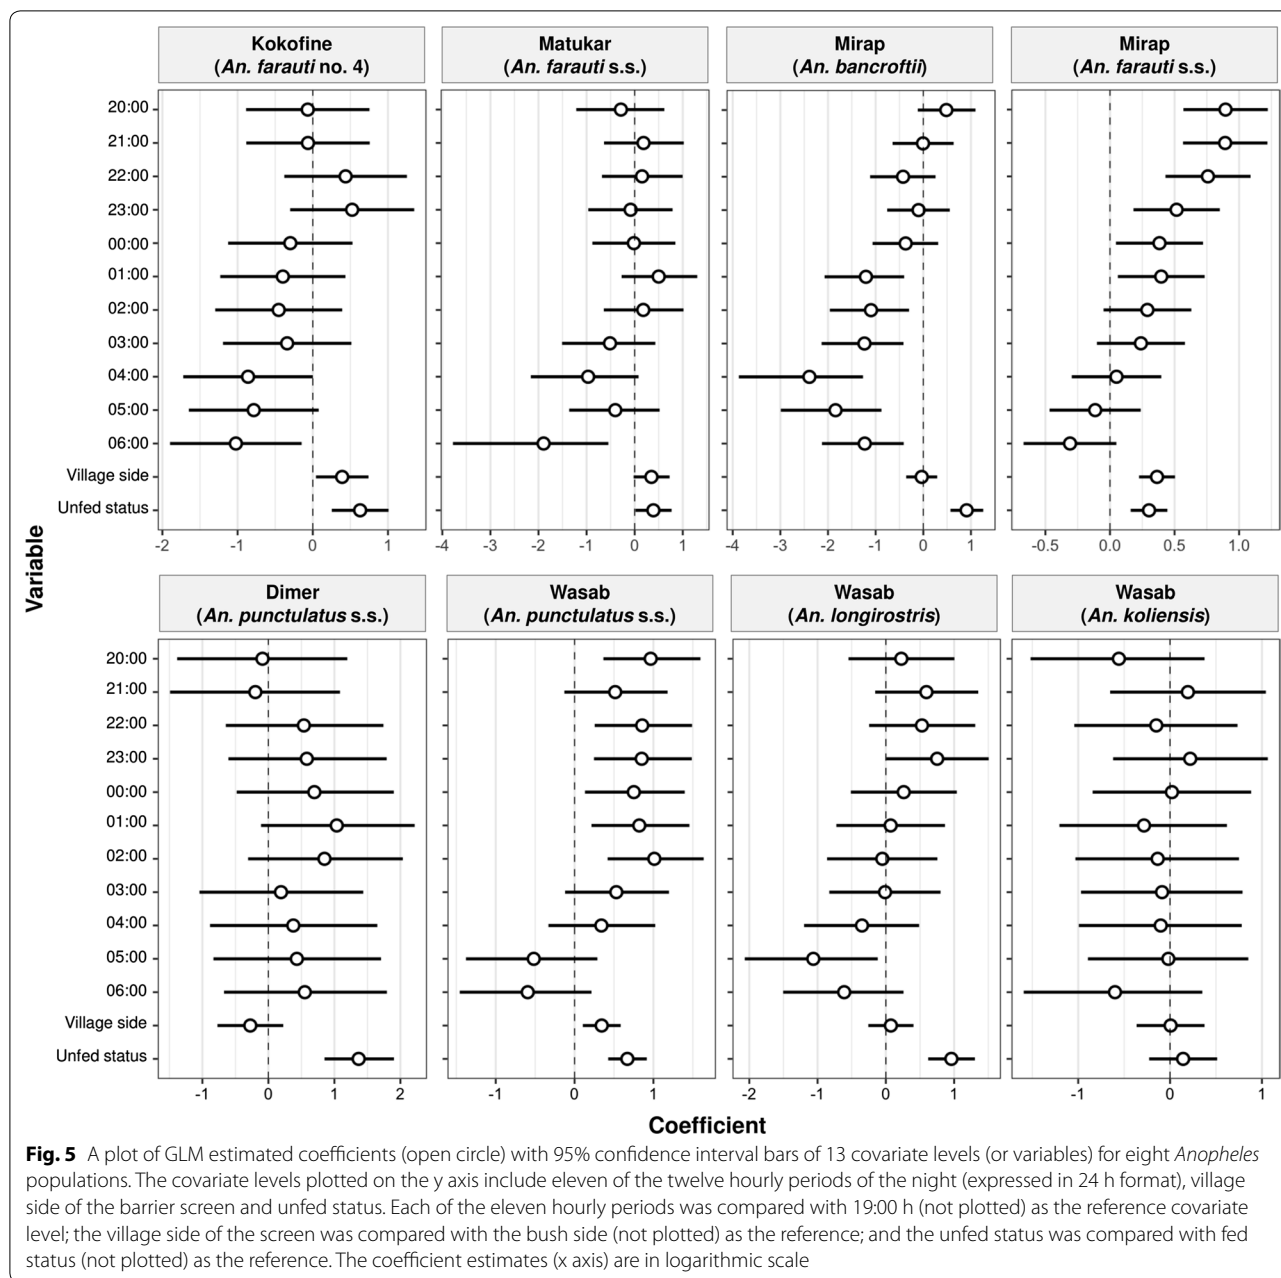 Kokofine
(An. farauti no. 4)
Matukar
(An. farauti s.s.)
Mirap
(An. bancroftii)
Mirap
(An. farauti s.s.)
20:00
21:00
22:00
23:00
00:00
01:00
02:00
03:00
04:00
05:00
06:00
Village side
Unfed status
-2 -1 0 1
-4 -3 -2 -1 0 1
-4 -3 -2 -1 0 1
-0.5 0.0 0.5 1.0
Variable
Dimer
(An. punctulatus s.s.)
Wasab
(An. punctulatus s.s.)
Wasab
(An. longirostris)
Wasab
(An. koliensis)
20:00
21:00
22:00
23:00
00:00
01:00
02:00
03:00
04:00
05:00
06:00
Village side
Unfed status
-1 0 1 2
-1 0 1
-2 -1 0 1
-1 0 1
Coefficient
Fig. 5 A plot of GLM estimated coefficients (open circle) with 95% confidence interval bars of 13 covariate levels (or variables) for eight Anopheles
populations. The covariate levels plotted on the y axis include eleven of the twelve hourly periods of the night (expressed in 24 h format), village
side of the barrier screen and unfed status. Each of the eleven hourly periods was compared with 19:00 h (not plotted) as the reference covariate
level; the village side of the screen was compared with the bush side (not plotted) as the reference; and the unfed status was compared with fed
status (not plotted) as the reference. The coefficient estimates (x axis) are in logarithmic scale